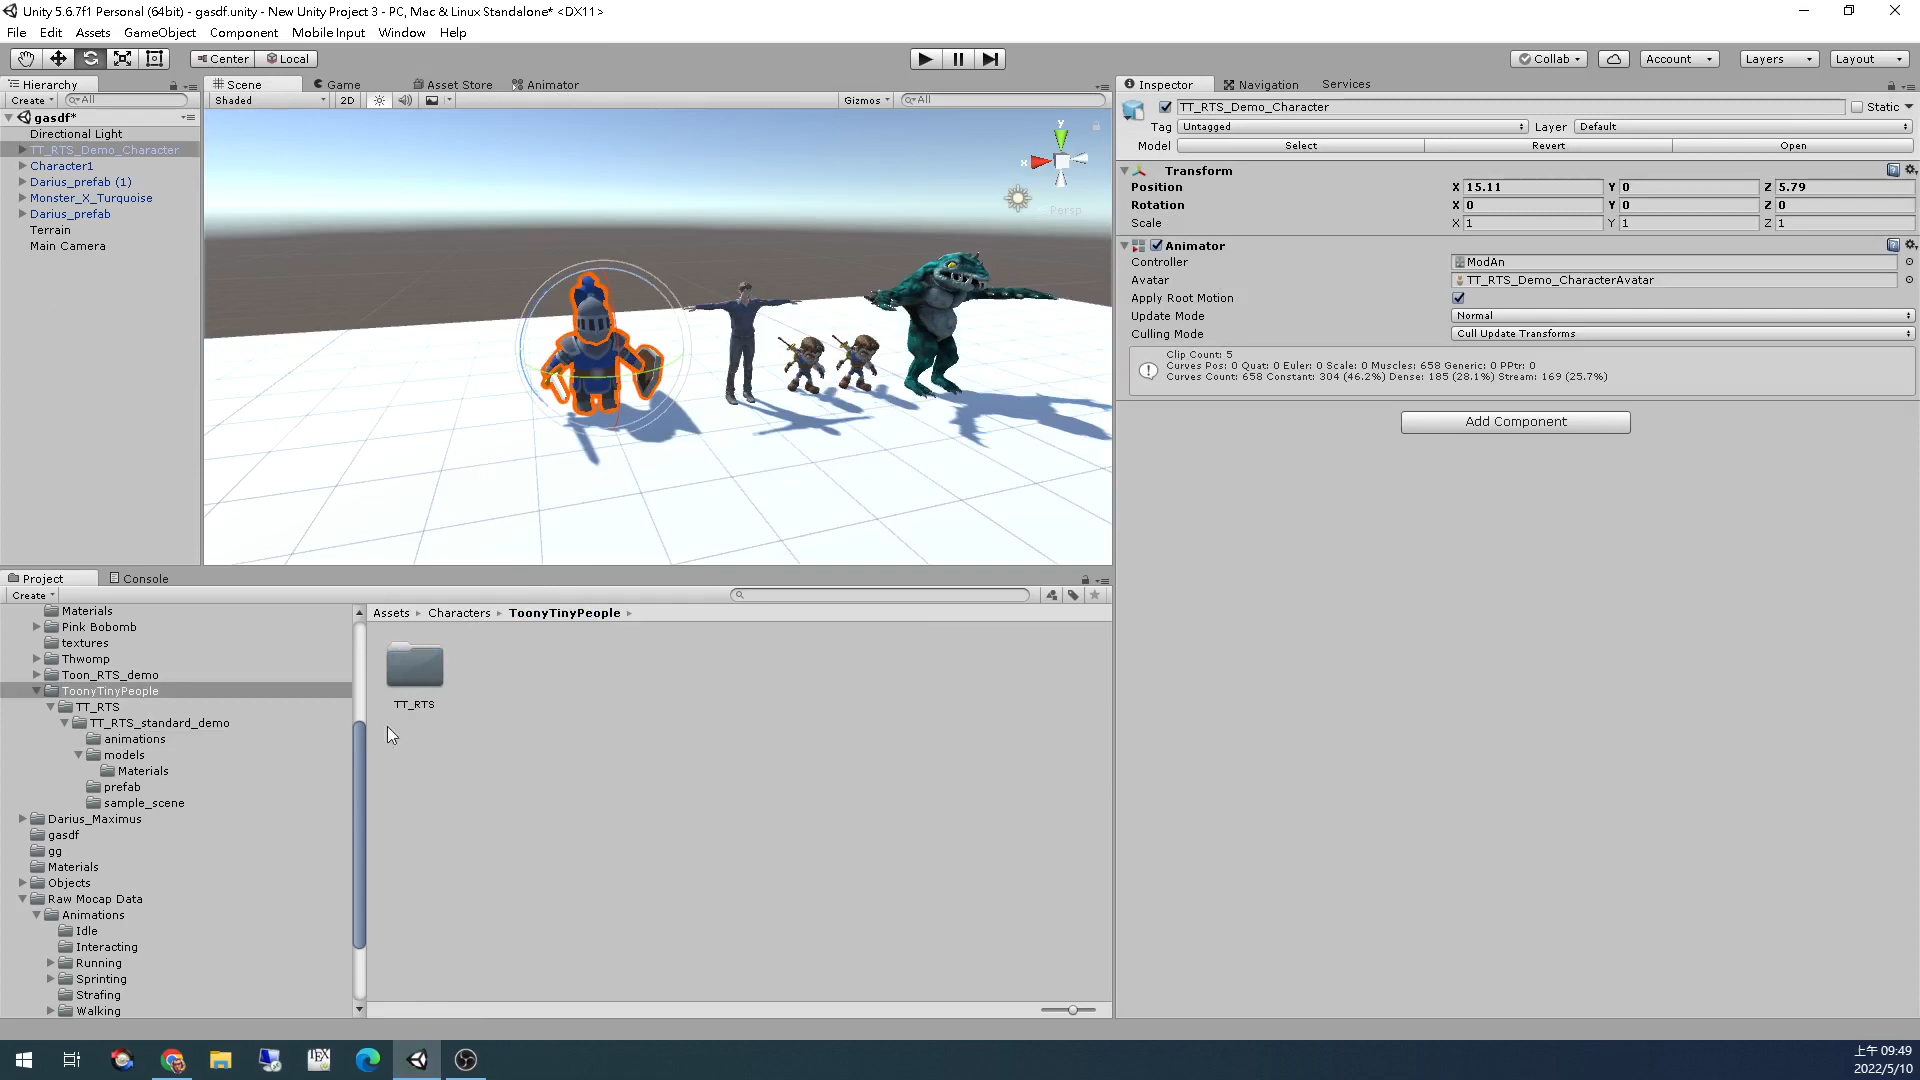 Unity 5.6.7f1 Personal (64bit) - gasdf.unity - New Unity Project 3 - PC, Mac & Linux Standalone* <DX11>
File Edit Assets GameObject Component Mobile Input Window Help
Center Local Collab Account Layers Layout
Hierarchy
Create All
gasdf*
Directional Light
TT_RTS_Demo_Character
Character1
Darius_prefab (1)
Monster_X_Turquoise
Darius_prefab
Terrain
Main Camera
Scene Game Asset Store Animator
Shaded 2D Gizmos All
y
x
Persp
Inspector Navigation Services
TT_RTS_Demo_Character Static
Tag Untagged Layer Default
Model Select Revert Open
Transform
Position X 15.11 Y 0 Z 5.79
Rotation X 0 Y 0 Z 0
Scale X 1 Y 1 Z 1
Animator
Controller ModAn
Avatar TT_RTS_Demo_CharacterAvatar
Apply Root Motion
Update Mode Normal
Culling Mode Cull Update Transforms
Clip Count: 5
Curves Pos: 0 Quat: 0 Euler: 0 Scale: 0 Muscles: 658 Generic: 0 PPtr: 0
Curves Count: 658 Constant: 304 (46.2%) Dense: 185 (28.1%) Stream: 169 (25.7%)
Add Component
Project Console
Create
Materials
Pink Bobomb
textures
Thwomp
Toon_RTS_demo
ToonyTinyPeople
TT_RTS
TT_RTS_standard_demo
animations
models
Materials
prefab
sample_scene
Darius_Maximus
gasdf
gg
Materials
Objects
Raw Mocap Data
Animations
Idle
Interacting
Running
Sprinting
Strafing
Walking
Assets Characters ToonyTinyPeople
TT_RTS
TEX
上午 09:49
2022/5/10